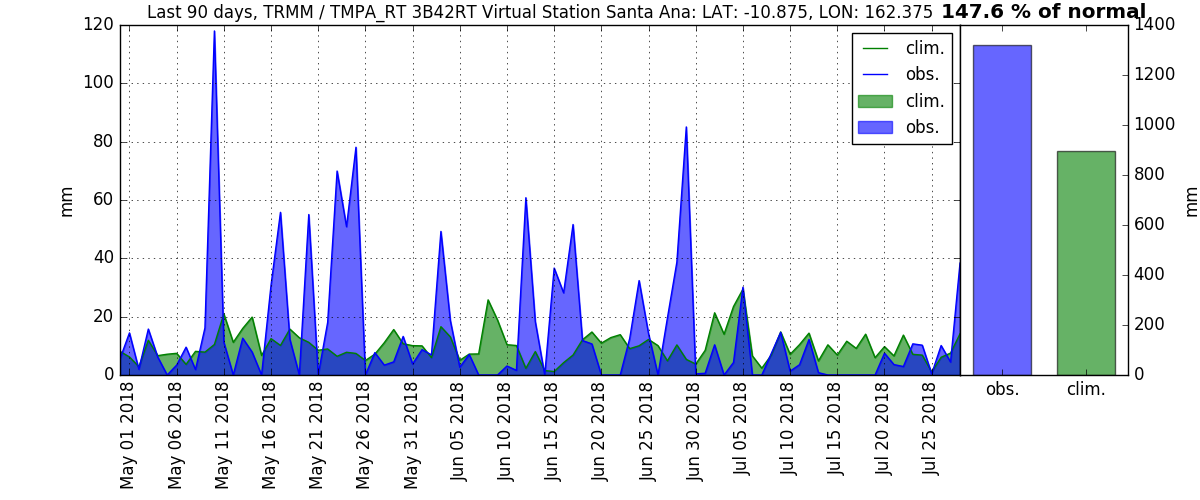 Last 90 days, TRMM / TMPA_RT 3B42RT Virtual Station Santa Ana: LAT: -10.875, LON: 162.375 147.6 % of normal
120
100
80
60
40
20
0
mm
clim.
obs.
clim.
obs.
May 01 2018
May 06 2018
May 11 2018
May 16 2018
May 21 2018
May 26 2018
May 31 2018
Jun 05 2018
Jun 10 2018
Jun 15 2018
Jun 20 2018
Jun 25 2018
Jun 30 2018
Jul 05 2018
Jul 10 2018
Jul 15 2018
Jul 20 2018
Jul 25 2018
1400
1200
1000
800
600
400
200
0
mm
obs. clim.